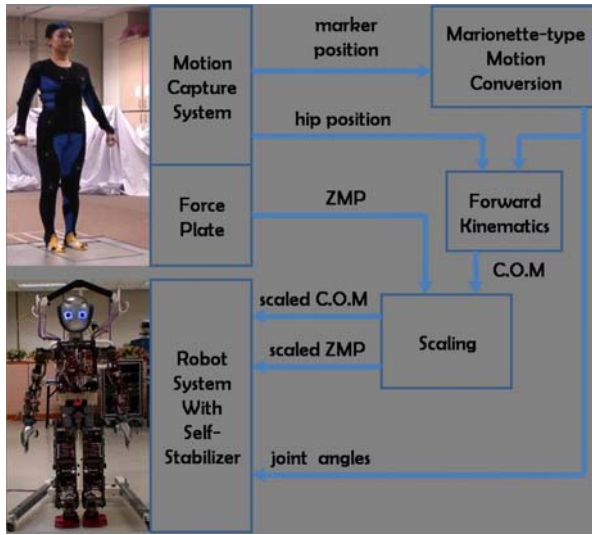 Motion
Capture
System
marker
position
Marionette-type
Motion
Conversion
hip position
Force
Plate
ZMP
Forward
Kinematics
C.O.M
scaled C.O.M
scaled ZMP
Scaling
Robot
System
With
Self-
Stabilizer
joint angles